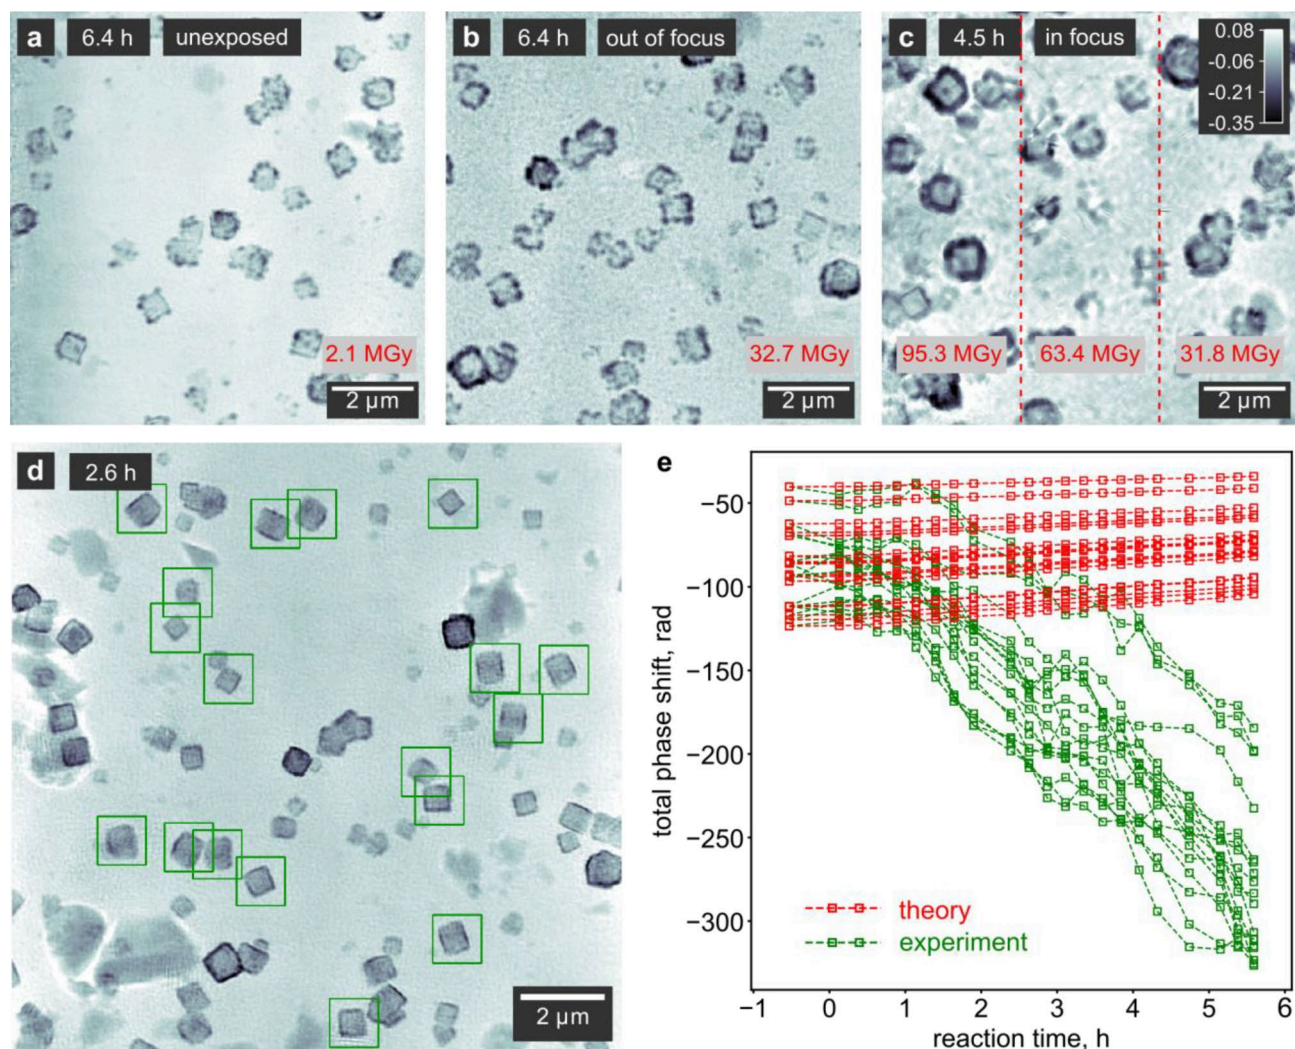 a 6.4 h unexposed
2.1 MGy
2 µm
b 6.4 h out of focus
32.7 MGy
2 µm
c 4.5 h in focus
0.08
-0.06
-0.21
-0.35
95.3 MGy 63.4 MGy 31.8 MGy
2 µm
d 2.6 h
2 µm
e
total phase shift, rad
−50
−100
−150
−200
−250
−300
theory
experiment
−1 0 1 2 3 4 5 6
reaction time, h